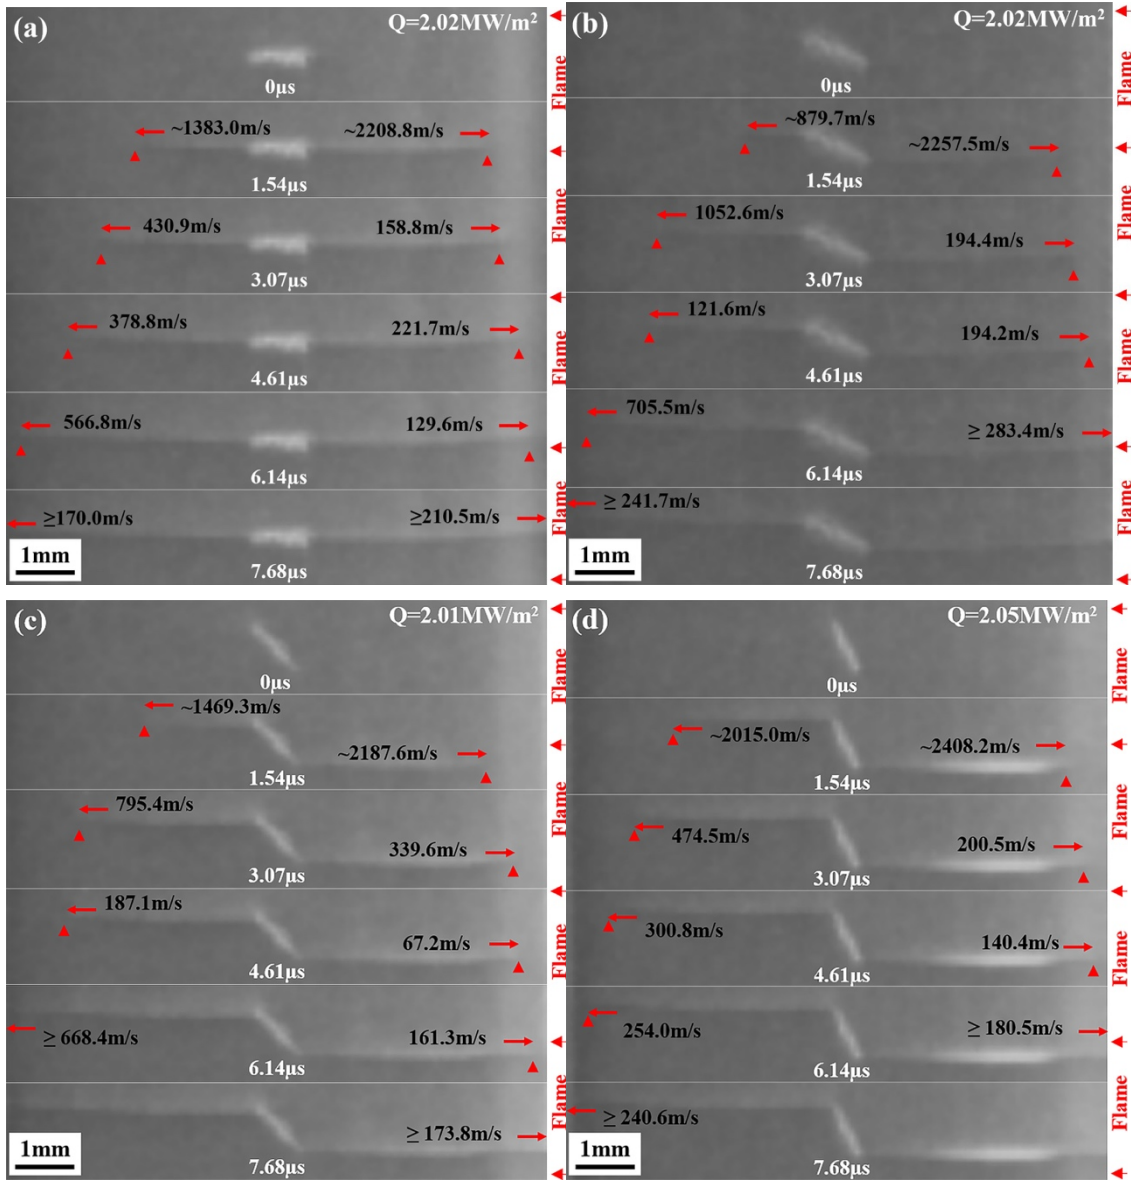 (a)
Q=2.02MW/m²
0μs
~1383.0m/s
~2208.8m/s
1.54μs
430.9m/s
158.8m/s
3.07μs
378.8m/s
221.7m/s
4.61μs
566.8m/s
129.6m/s
6.14μs
≥170.0m/s
≥210.5m/s
1mm
7.68μs
Flame
Flame
Flame
Flame
(b)
Q=2.02MW/m²
0μs
~879.7m/s
~2257.5m/s
1.54μs
1052.6m/s
194.4m/s
3.07μs
121.6m/s
194.2m/s
4.61μs
705.5m/s
≥ 283.4m/s
6.14μs
≥ 241.7m/s
1mm
7.68μs
Flame
Flame
Flame
Flame
(c)
Q=2.01MW/m²
0μs
~1469.3m/s
~2187.6m/s
1.54μs
795.4m/s
339.6m/s
3.07μs
187.1m/s
67.2m/s
4.61μs
≥ 668.4m/s
161.3m/s
6.14μs
≥ 173.8m/s
1mm
7.68μs
Flame
Flame
Flame
Flame
(d)
Q=2.05MW/m²
0μs
~2015.0m/s
~2408.2m/s
1.54μs
474.5m/s
200.5m/s
3.07μs
300.8m/s
140.4m/s
4.61μs
254.0m/s
≥ 180.5m/s
6.14μs
≥ 240.6m/s
1mm
7.68μs
Flame
Flame
Flame
Flame